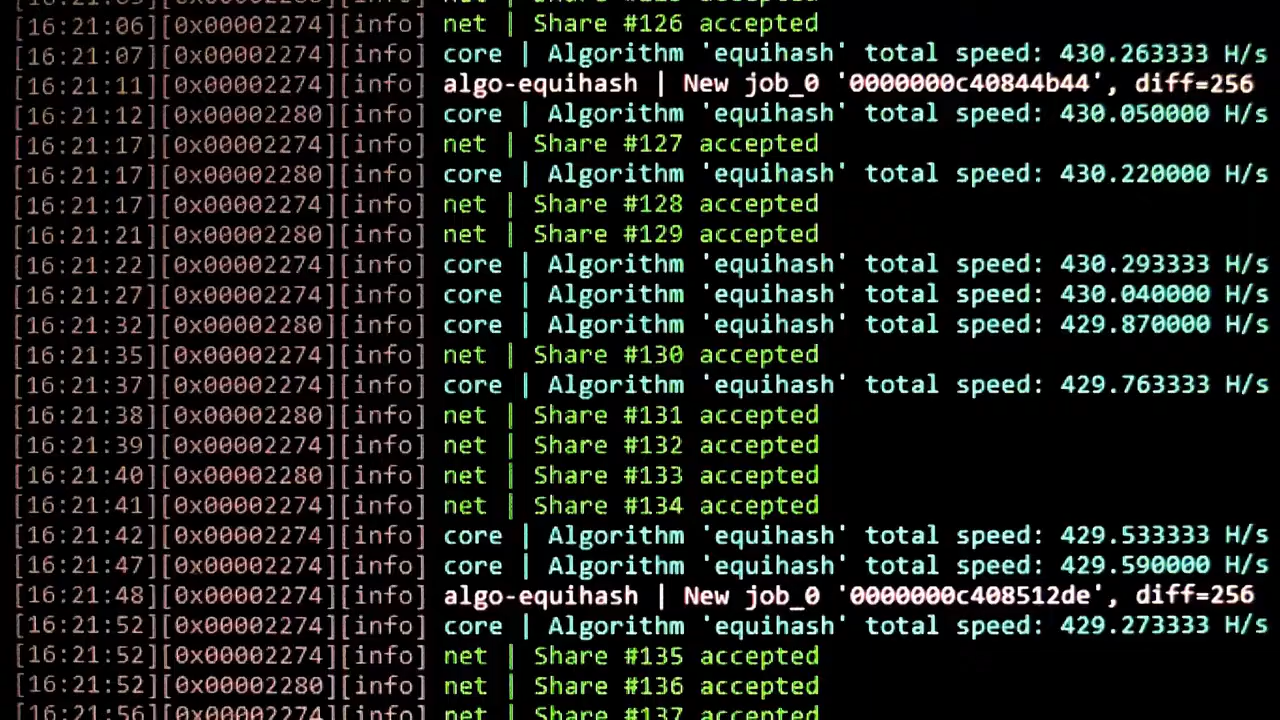 [16:21:06][0x00002274][info] net | Share #126 accepted
[16:21:07][0x00002274][info] core | Algorithm 'equihash' total speed: 430.263333 H/s
[16:21:11][0x00002274][info] algo-equihash | New job_0 '0000000c40844b44', diff=256
[16:21:12][0x00002280][info] core | Algorithm 'equihash' total speed: 430.050000 H/s
[16:21:17][0x00002274][info] net | Share #127 accepted
[16:21:17][0x00002280][info] core | Algorithm 'equihash' total speed: 430.220000 H/s
[16:21:17][0x00002274][info] net | Share #128 accepted
[16:21:21][0x00002280][info] net | Share #129 accepted
[16:21:22][0x00002274][info] core | Algorithm 'equihash' total speed: 430.293333 H/s
[16:21:27][0x00002274][info] core | Algorithm 'equihash' total speed: 430.040000 H/s
[16:21:32][0x00002280][info] core | Algorithm 'equihash' total speed: 429.870000 H/s
[16:21:35][0x00002274][info] net | Share #130 accepted
[16:21:37][0x00002274][info] core | Algorithm 'equihash' total speed: 429.763333 H/s
[16:21:38][0x00002280][info] net | Share #131 accepted
[16:21:39][0x00002274][info] net | Share #132 accepted
[16:21:40][0x00002280][info] net | Share #133 accepted
[16:21:41][0x00002274][info] net | Share #134 accepted
[16:21:42][0x00002274][info] core | Algorithm 'equihash' total speed: 429.533333 H/s
[16:21:47][0x00002274][info] core | Algorithm 'equihash' total speed: 429.590000 H/s
[16:21:48][0x00002274][info] algo-equihash | New job_0 '0000000c408512de', diff=256
[16:21:52][0x00002274][info] core | Algorithm 'equihash' total speed: 429.273333 H/s
[16:21:52][0x00002274][info] net | Share #135 accepted
[16:21:52][0x00002280][info] net | Share #136 accepted
[16:21:56][0x00002274][info] net | Share #137 accepted